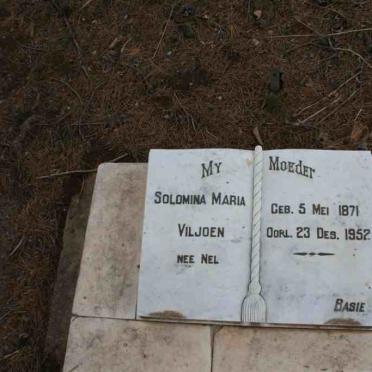 My Moeder
Solomina Maria
Viljoen
nee Nel
Geb. 5 Mei 1871
Oorl. 23 Des. 1952
Basie